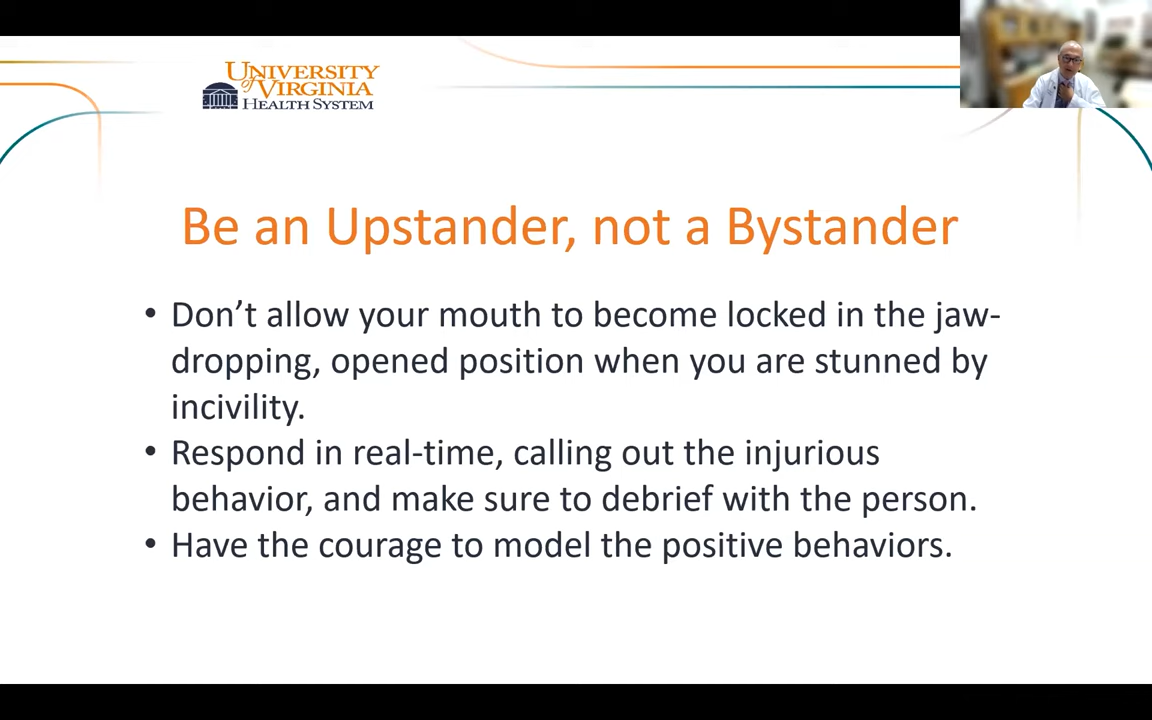 UNIVERSITY
of VIRGINIA
HEALTH SYSTEM
Be an Upstander, not a Bystander
• Don’t allow your mouth to become locked in the jaw-
dropping, opened position when you are stunned by
incivility.
• Respond in real-time, calling out the injurious
behavior, and make sure to debrief with the person.
• Have the courage to model the positive behaviors.